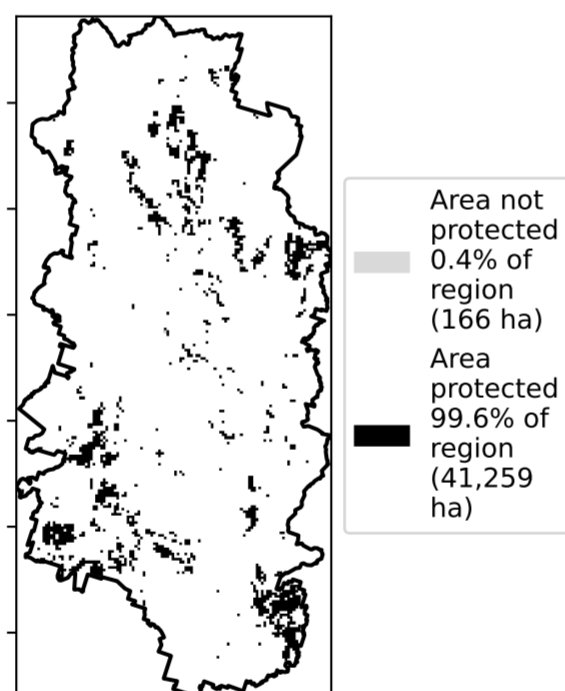 Area not
protected
0.4% of
region
(166 ha)
Area
protected
99.6% of
region
(41,259
ha)